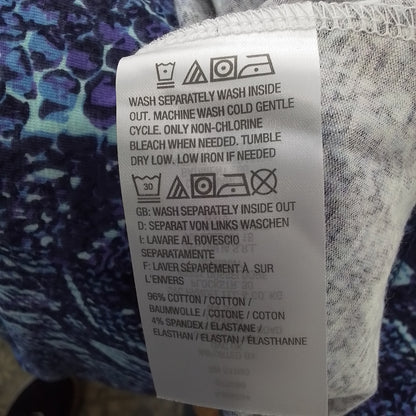 WASH SEPARATELY WASH INSIDE
OUT. MACHINE WASH COLD GENTLE
CYCLE. ONLY NON-CHLORINE
BLEACH WHEN NEEDED. TUMBLE
DRY LOW. LOW IRON IF NEEDED
30
GB: WASH SEPARATELY INSIDE OUT
D: SEPARAT VON LINKS WASCHEN
I: LAVARE AL ROVESCIO
SEPARATAMENTE
F: LAVER SÉPARÉMENT À SUR
L'ENVERS
96% COTTON / COTTON /
BAUMWOLLE / COTONE / COTON
4% SPANDEX / ELASTANE /
ELASTHAN / ELASTAN / ÉLASTHANNE